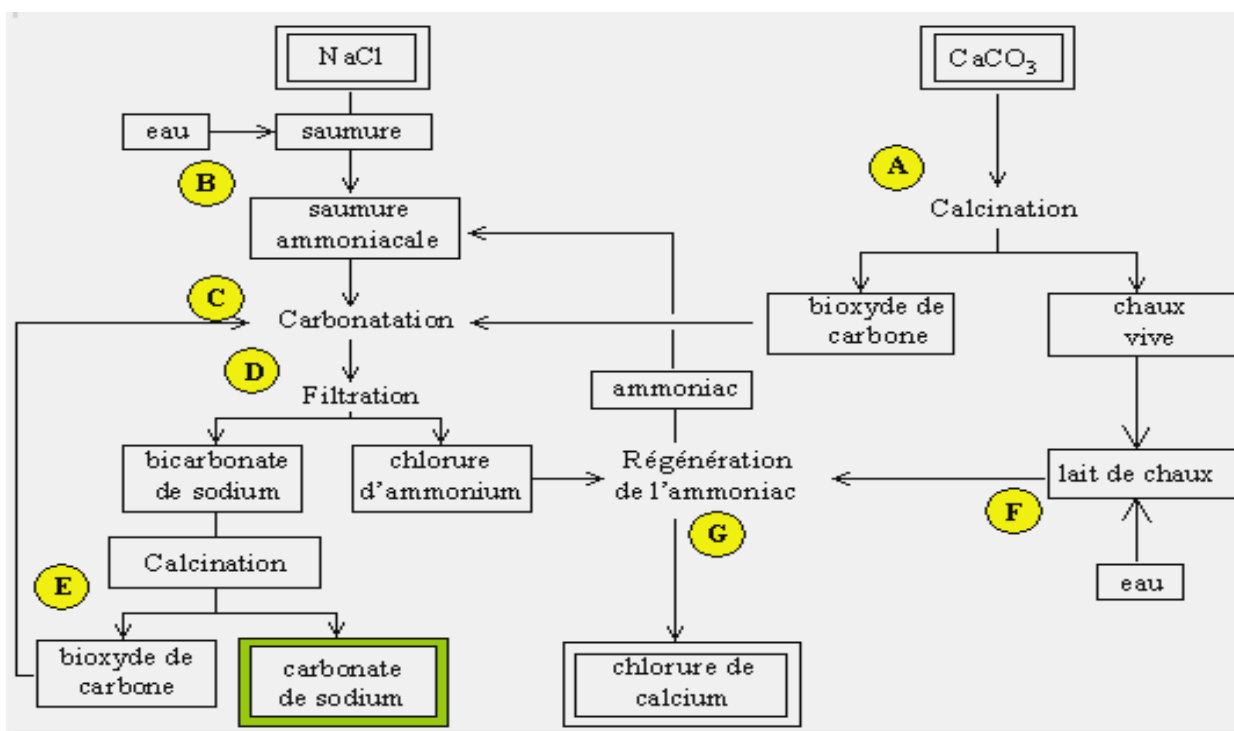 NaCl
CaCO₃
eau
saumure
A
B
saumure
ammoniacale
Calcination
C
Carbonatation
bioxyde de
carbone
chaux
vive
D
Filtration
ammoniac
bicarbonate
de sodium
chlorure
d'ammonium
Régénération
de l'ammoniac
lait de chaux
F
G
Calcination
E
eau
bioxyde de
carbone
carbonate
de sodium
chlorure de
calcium